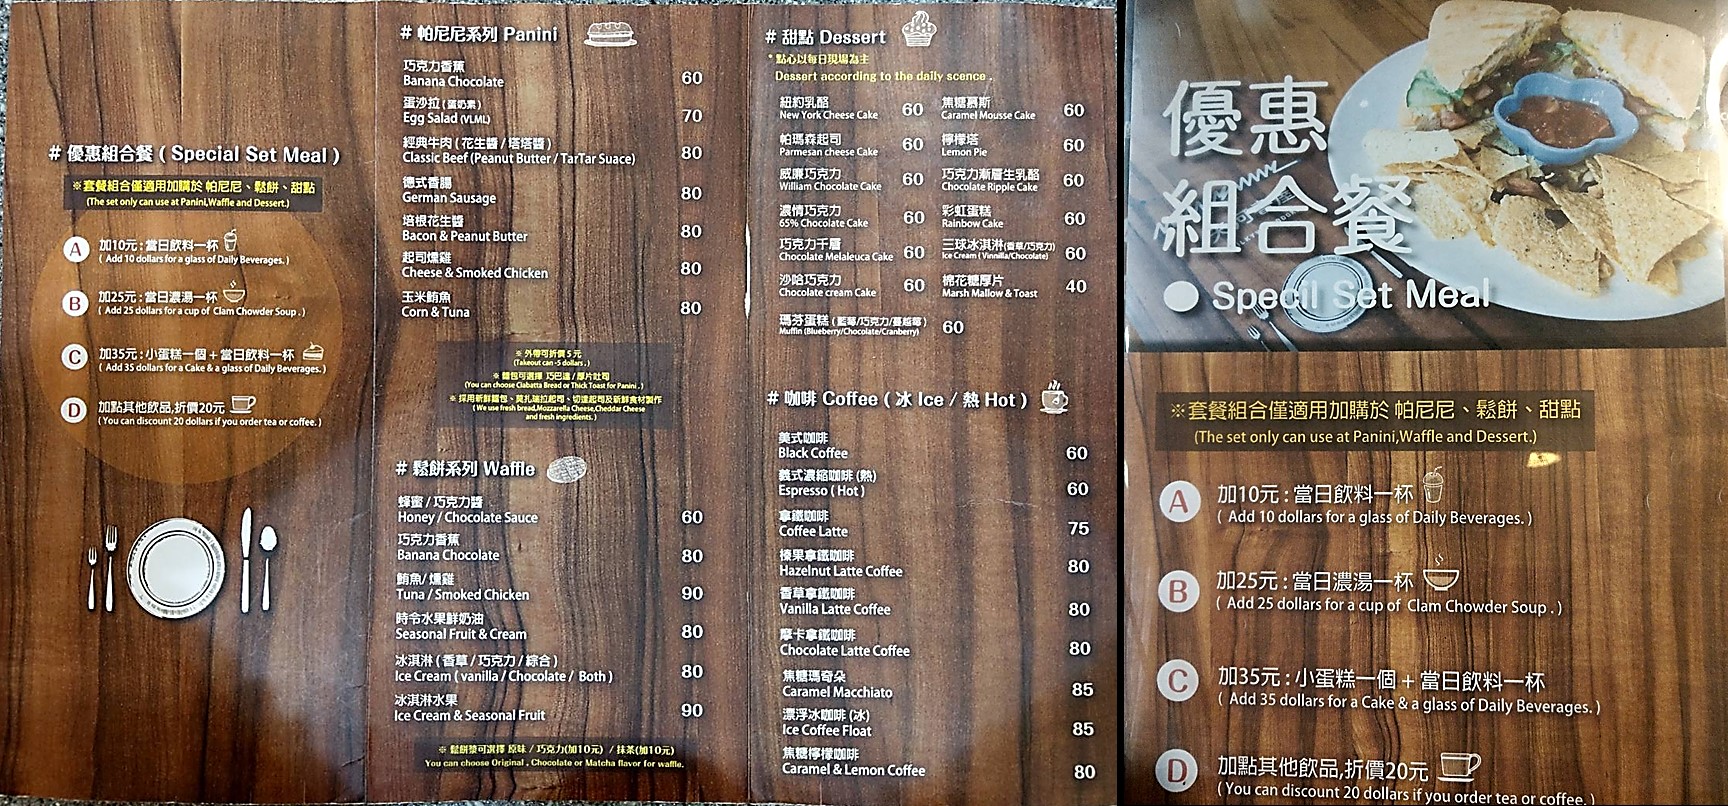 # 優惠組合餐 ( Special Set Meal )
※套餐組合僅適用加購於 帕尼尼、鬆餅、甜點
(The set only can use at Panini,Waffle and Dessert.)
A 加10元 : 當日飲料一杯
( Add 10 dollars for a glass of Daily Beverages. )
B 加25元 : 當日濃湯一杯
( Add 25 dollars for a cup of Clam Chowder Soup . )
C 加35元 : 小蛋糕一個 + 當日飲料一杯
( Add 35 dollars for a Cake & a glass of Daily Beverages. )
D 加點其他飲品,折價20元
( You can discount 20 dollars if you order tea or coffee. )
# 帕尼尼系列 Panini
巧克力香蕉
Banana Chocolate 60
蛋沙拉 ( 蛋奶素 )
Egg Salad (VLML) 70
經典牛肉 ( 花生醬 / 塔塔醬 )
Classic Beef (Peanut Butter / TarTar Suace) 80
德式香腸
German Sausage 80
培根花生醬
Bacon & Peanut Butter 80
起司燻雞
Cheese & Smoked Chicken 80
玉米鮪魚
Corn & Tuna 80
※ 外帶可折價 5 元
(Takeout can -5 dollars . )
※ 麵包可選擇 巧巴達 / 厚片吐司
(You can choose Ciabatta Bread or Thick Toast for Panini . )
※ 採用新鮮麵包、莫扎瑞拉起司、切達起司及新鮮食材製作
( We use fresh bread,Mozzarella Cheese,Cheddar Cheese
and fresh ingredients. )
# 鬆餅系列 Waffle
蜂蜜 / 巧克力醬
Honey / Chocolate Sauce 60
巧克力香蕉
Banana Chocolate 80
鮪魚/ 燻雞
Tuna / Smoked Chicken 90
時令水果鮮奶油
Seasonal Fruit & Cream 80
冰淇淋 ( 香草 / 巧克力 / 綜合 )
Ice Cream ( vanilla / Chocolate / Both ) 80
冰淇淋水果
Ice Cream & Seasonal Fruit 90
※ 鬆餅漿可選擇 原味 / 巧克力(加10元) / 抹茶(加10元)
You can choose Original , Chocolate or Matcha flavor for waffle.
# 甜點 Dessert
* 點心以每日現場為主
Dessert according to the daily scence .
紐約乳酪 焦糖慕斯
New York Cheese Cake 60 Caramel Mousse Cake 60
帕瑪森起司 檸檬塔
Parmesan cheese Cake 60 Lemon Pie 60
威廉巧克力 巧克力漸層生乳酪
William Chocolate Cake 60 Chocolate Ripple Cake 60
濃情巧克力 彩虹蛋糕
65% Chocolate Cake 60 Rainbow Cake 60
巧克力千層 三球冰淇淋(香草/巧克力)
Chocolate Melaleuca Cake 60 Ice Cream ( Vinnilla/Chocolate) 60
沙哈巧克力 棉花糖厚片
Chocolate cream Cake 60 Marsh Mallow & Toast 40
瑪芬蛋糕 ( 藍莓/巧克力/蔓越莓 )
Muffin (Blueberry/Chocolate/Cranberry) 60
# 咖啡 Coffee ( 冰 Ice / 熱 Hot )
美式咖啡
Black Coffee 60
義式濃縮咖啡 (熱)
Espresso ( Hot ) 60
拿鐵咖啡
Coffee Latte 75
榛果拿鐵咖啡
Hazelnut Latte Coffee 80
香草拿鐵咖啡
Vanilla Latte Coffee 80
摩卡拿鐵咖啡
Chocolate Latte Coffee 80
焦糖瑪奇朵
Caramel Macchiato 85
漂浮冰咖啡 (冰)
Ice Coffee Float 85
焦糖檸檬咖啡
Caramel & Lemon Coffee 80
優惠
組合餐
Specil Set Meal
※套餐組合僅適用加購於 帕尼尼、鬆餅、甜點
(The set only can use at Panini,Waffle and Dessert.)
A 加10元 : 當日飲料一杯
( Add 10 dollars for a glass of Daily Beverages. )
B 加25元 : 當日濃湯一杯
( Add 25 dollars for a cup of Clam Chowder Soup . )
C 加35元 : 小蛋糕一個 + 當日飲料一杯
( Add 35 dollars for a Cake & a glass of Daily Beverages. )
D 加點其他飲品,折價20元
( You can discount 20 dollars if you order tea or coffee. )